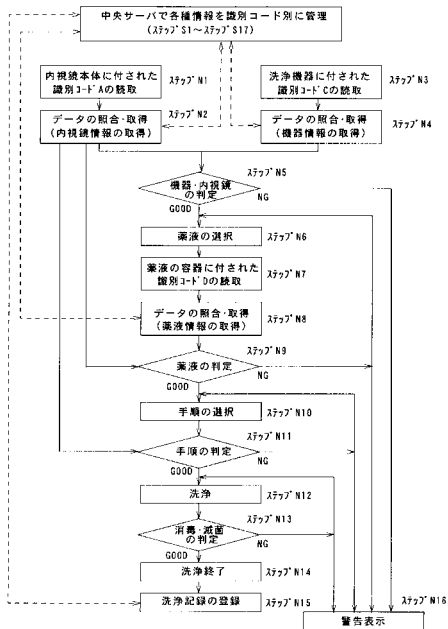 中央サーバで各種情報を識別コード別に管理
(ステップS1～ステップS17)
内視鏡本体に付された
識別コードAの読取
ステップN1
洗浄機器に付された
識別コードCの読取
ステップN3
データの照合・取得
(内視鏡情報の取得)
ステップN2
データの照合・取得
(機器情報の取得)
ステップN4
機器・内視鏡
の判定
ステップN5
GOOD
NG
薬液の選択
ステップN6
薬液の容器に付された
識別コードDの読取
ステップN7
データの照合・取得
(薬液情報の取得)
ステップN8
薬液の判定
ステップN9
GOOD
NG
手順の選択
ステップN10
手順の判定
ステップN11
GOOD
NG
洗浄
ステップN12
消毒・滅菌
の判定
ステップN13
GOOD
NG
洗浄終了
ステップN14
洗浄記録の登録
ステップN15
警告表示
ステップN16